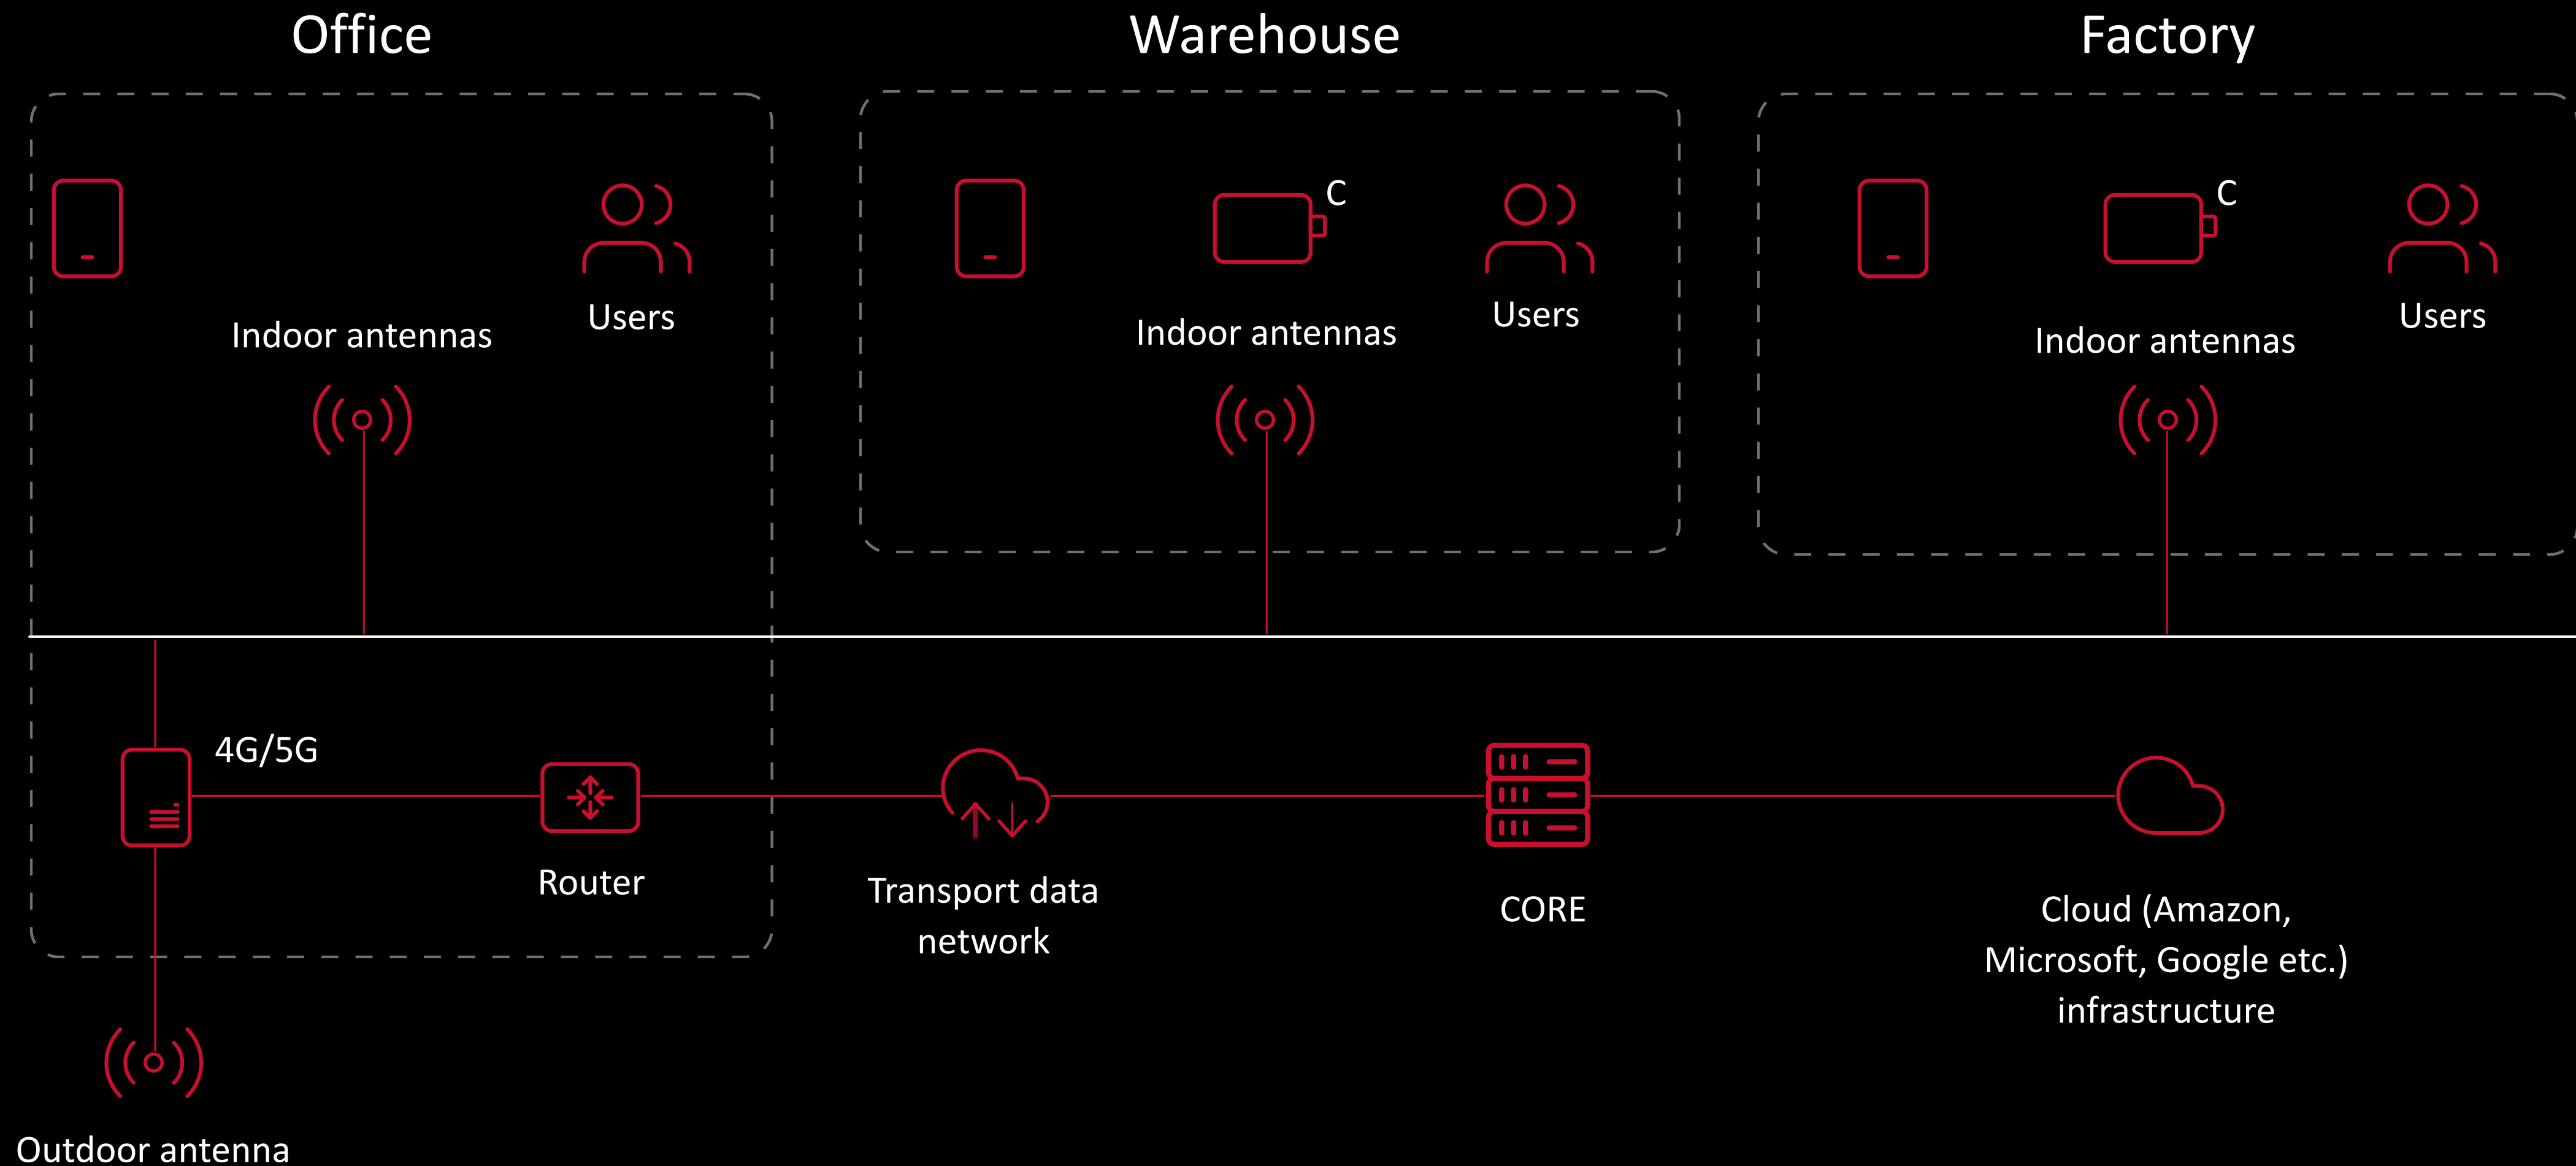 Office
Warehouse
Factory
C
C
Users
Users
Users
Indoor antennas
Indoor antennas
Indoor antennas
4G/5G
Router
Transport data
network
CORE
Cloud (Amazon,
Microsoft, Google etc.)
infrastructure
Outdoor antenna